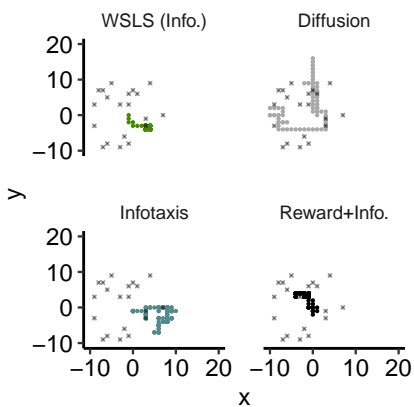 WSLS (Info.) Diffusion
20
10
0
−10
y
Infotaxis Reward+Info.
20
10
0
−10
−10 0 10 20 −10 0 10 20
x